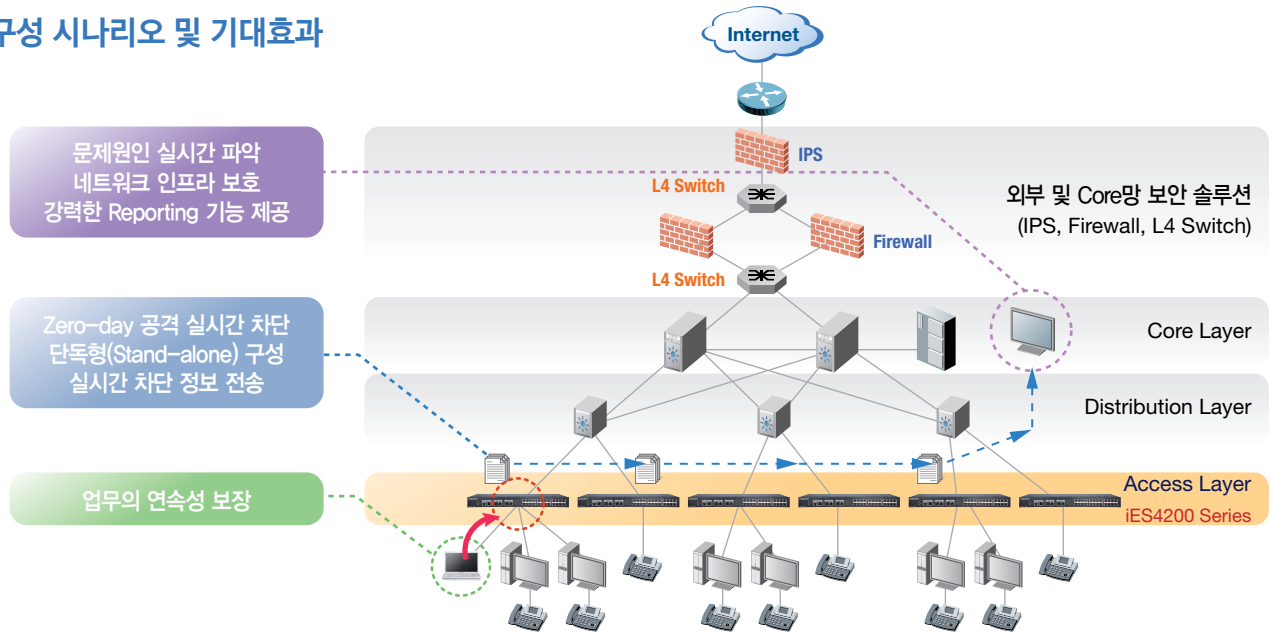 구성 시나리오 및 기대효과
Internet
문제원인 실시간 파악
네트워크 인프라 보호
강력한 Reporting 기능 제공
IPS
L4 Switch
외부 및 Core망 보안 솔루션
(IPS, Firewall, L4 Switch)
Firewall
L4 Switch
Zero-day 공격 실시간 차단
단독형(Stand-alone) 구성
실시간 차단 정보 전송
Core Layer
Distribution Layer
업무의 연속성 보장
Access Layer
iES4200 Series